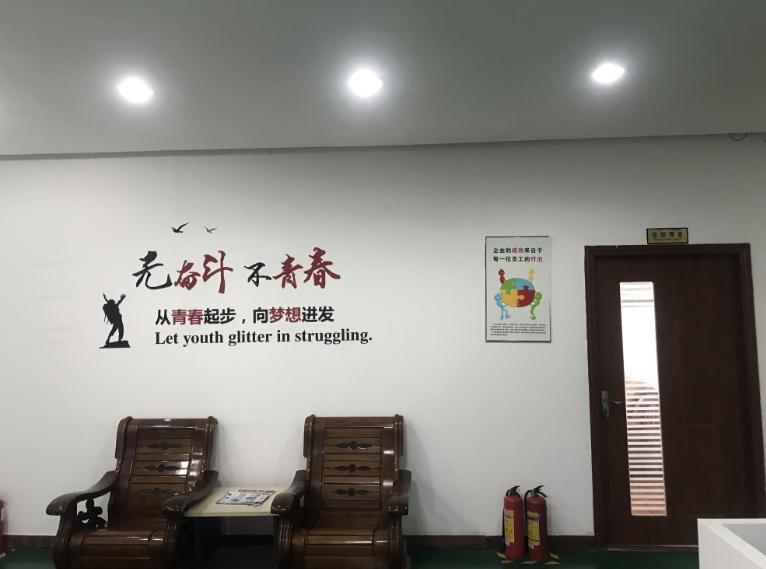 无奋斗 不青春
从青春起步，向梦想进发
Let youth glitter in struggling.
企业的成功来自于
每一位员工的付出